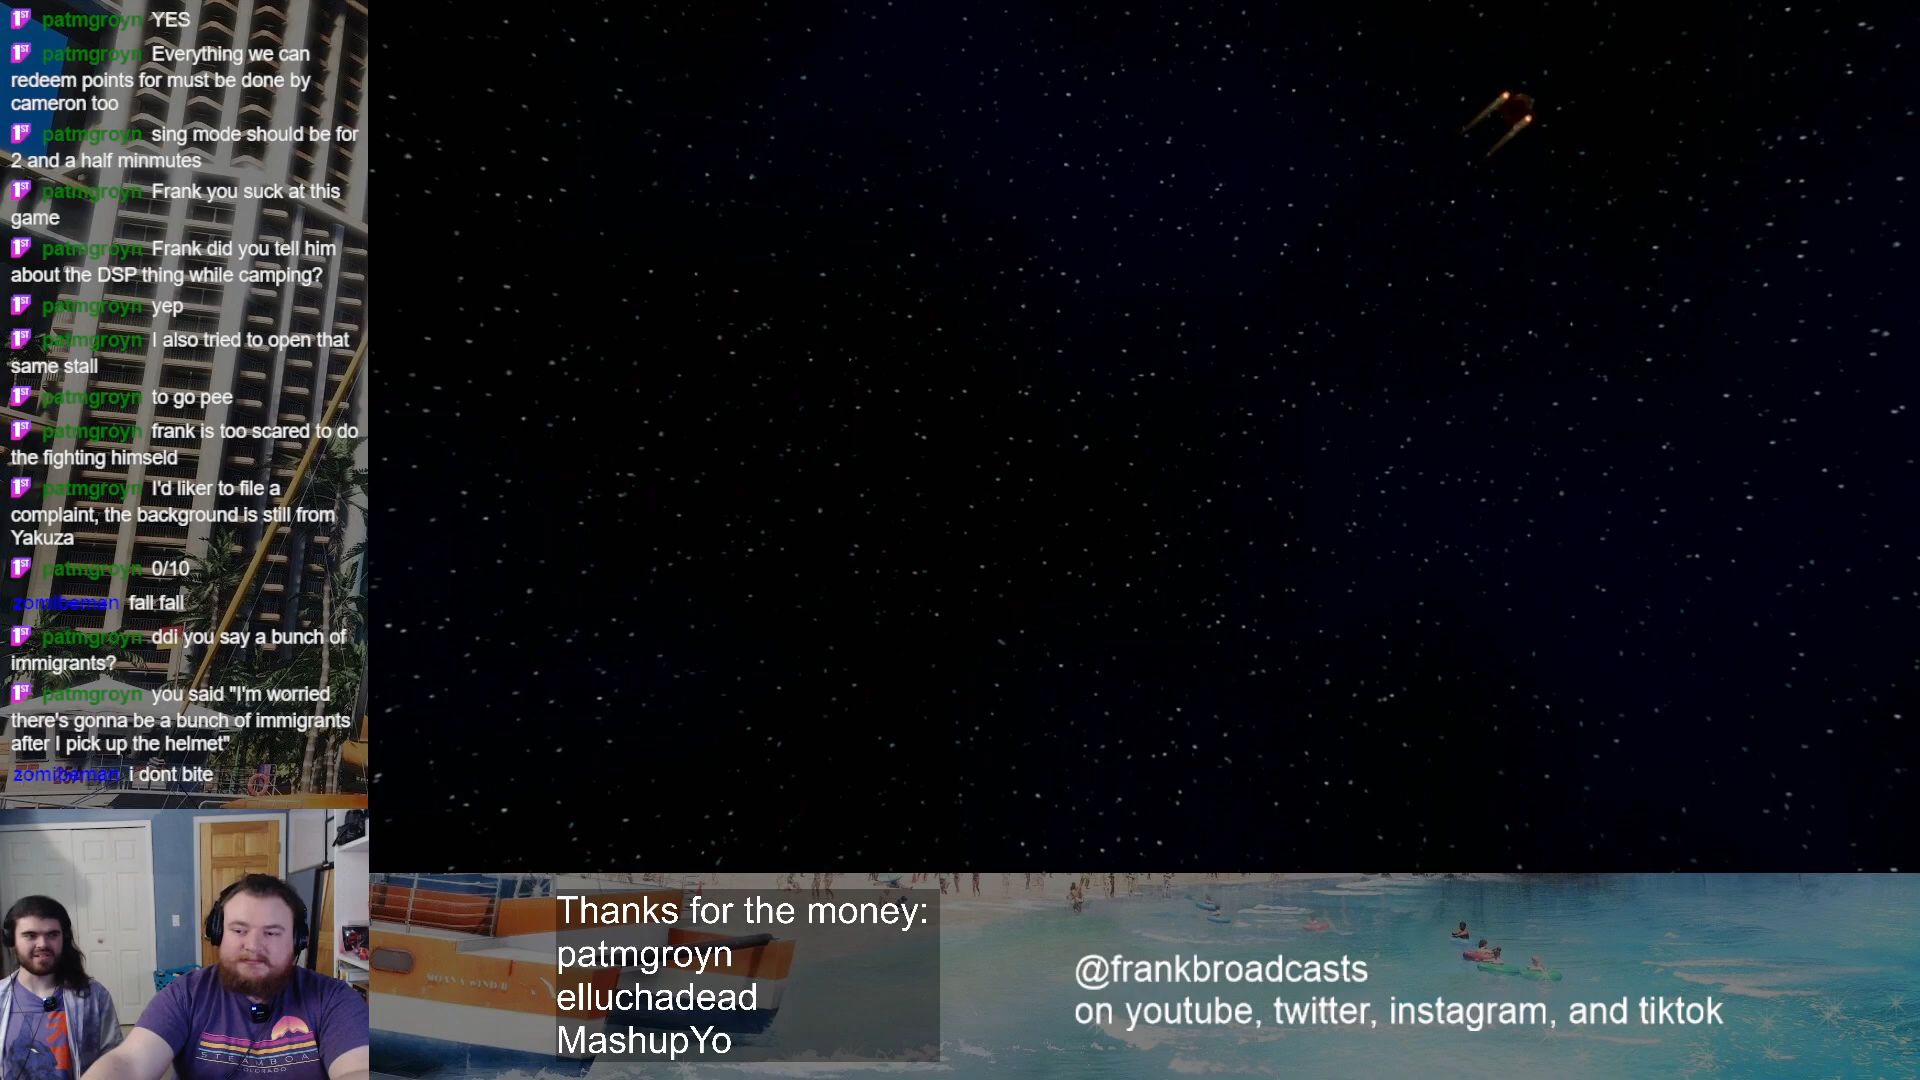 patmgroyn YES
patmgroyn Everything we can
redeem points for must be done by
cameron too
patmgroyn sing mode should be for
2 and a half minmutes
patmgroyn Frank you suck at this
game
patmgroyn Frank did you tell him
about the DSP thing while camping?
patmgroyn yep
patmgroyn I also tried to open that
same stall
patmgroyn to go pee
patmgroyn frank is too scared to do
the fighting himseld
patmgroyn I'd liker to file a
complaint, the background is still from
Yakuza
patmgroyn 0/10
zomibeman fall fall
patmgroyn ddi you say a bunch of
immigrants?
patmgroyn you said "I'm worried
there's gonna be a bunch of immigrants
after I pick up the helmet"
zomibeman i dont bite
STEAMBOA
COLORADO
Thanks for the money:
patmgroyn
elluchadead
MashupYo
@frankbroadcasts
on youtube, twitter, instagram, and tiktok